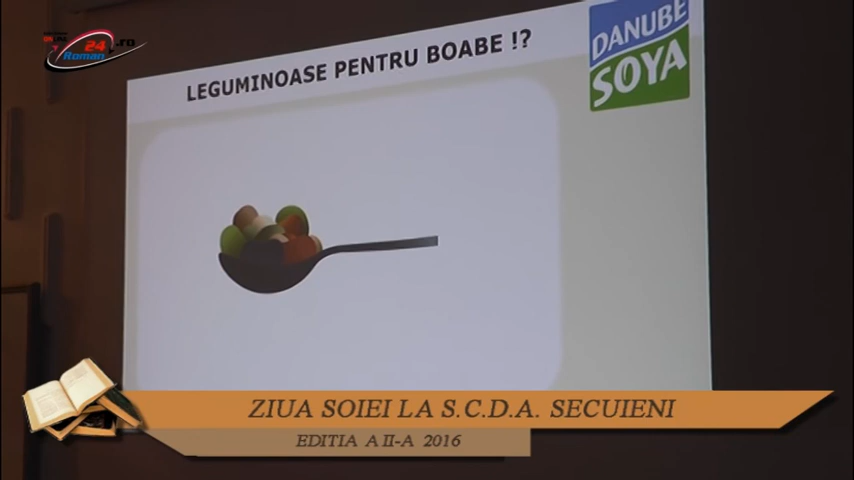 Roman 24 .ro
LEGUMINOASE PENTRU BOABE !?
DANUBE
SOYA
ZIUA SOIEI LA S.C.D.A. SECUIENI
EDITIA A II-A 2016